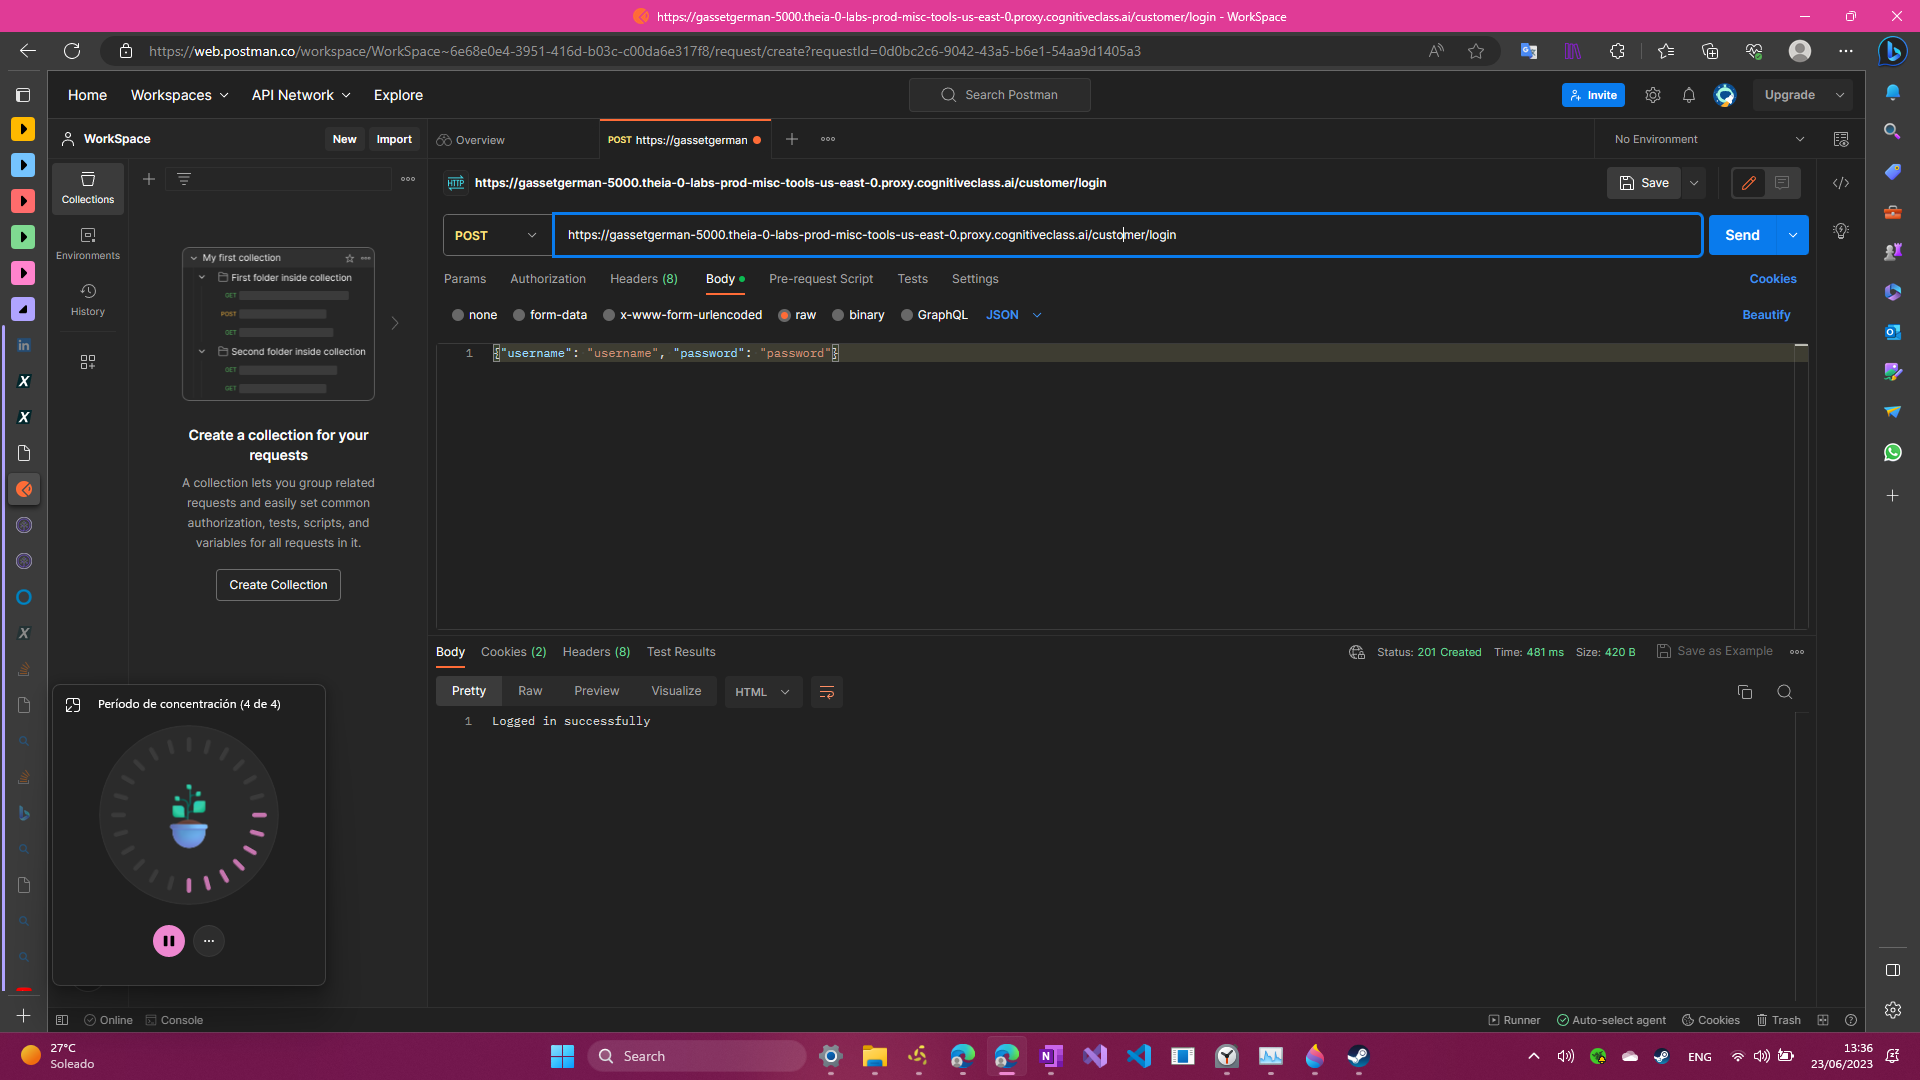 https://gassetgerman-5000.theia-0-labs-prod-misc-tools-us-east-0.proxy.cognitiveclass.ai/customer/login - WorkSpace
https://web.postman.co/workspace/WorkSpace~6e68e0e4-3951-416d-b03c-c00da6e317f8/request/create?requestId=0d0bc2c6-9042-43a5-b6e1-54aa9d1405a3
Home Workspaces API Network Explore Search Postman Invite Upgrade
WorkSpace New Import Overview POST https://gassetgerman No Environment
Collections
Environments
History
My first collection
First folder inside collection
GET
POST
GET
Second folder inside collection
GET
GET
Create a collection for your
requests
A collection lets you group related
requests and easily set common
authorization, tests, scripts, and
variables for all requests in it.
Create Collection
HTTP https://gassetgerman-5000.theia-0-labs-prod-misc-tools-us-east-0.proxy.cognitiveclass.ai/customer/login Save
POST https://gassetgerman-5000.theia-0-labs-prod-misc-tools-us-east-0.proxy.cognitiveclass.ai/customer/login Send
Params Authorization Headers (8) Body Pre-request Script Tests Settings Cookies
none form-data x-www-form-urlencoded raw binary GraphQL JSON Beautify
1 {"username": "username", "password": "password"}
Body Cookies (2) Headers (8) Test Results Status: 201 Created Time: 481 ms Size: 420 B Save as Example
Pretty Raw Preview Visualize HTML
1 Logged in successfully
Período de concentración (4 de 4)
Online Console Runner Auto-select agent Cookies Trash
27°C
Soleado
Search
ENG
13:36
23/06/2023